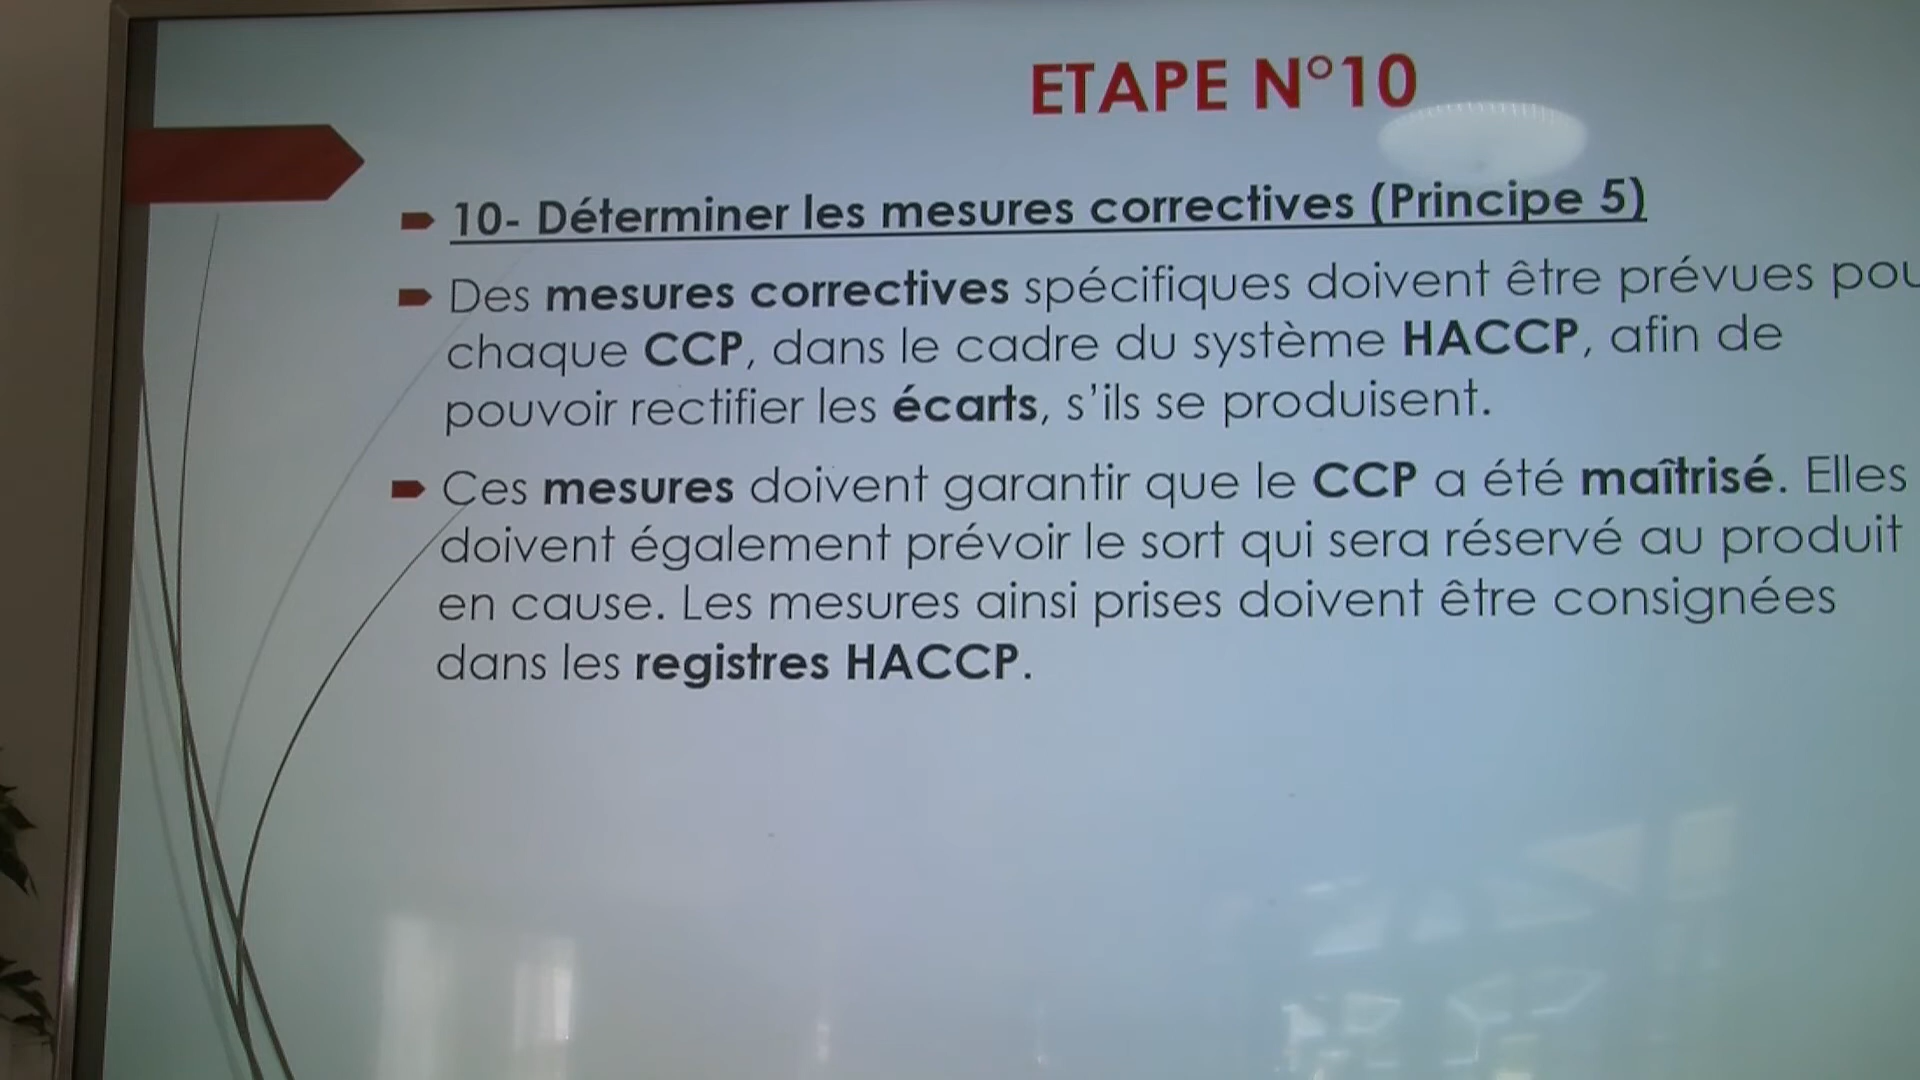 ETAPE N°10
10- Déterminer les mesures correctives (Principe 5)
Des mesures correctives spécifiques doivent être prévues pou
chaque CCP, dans le cadre du système HACCP, afin de
pouvoir rectifier les écarts, s'ils se produisent.
Ces mesures doivent garantir que le CCP a été maîtrisé. Elles
doivent également prévoir le sort qui sera réservé au produit
en cause. Les mesures ainsi prises doivent être consignées
dans les registres HACCP.